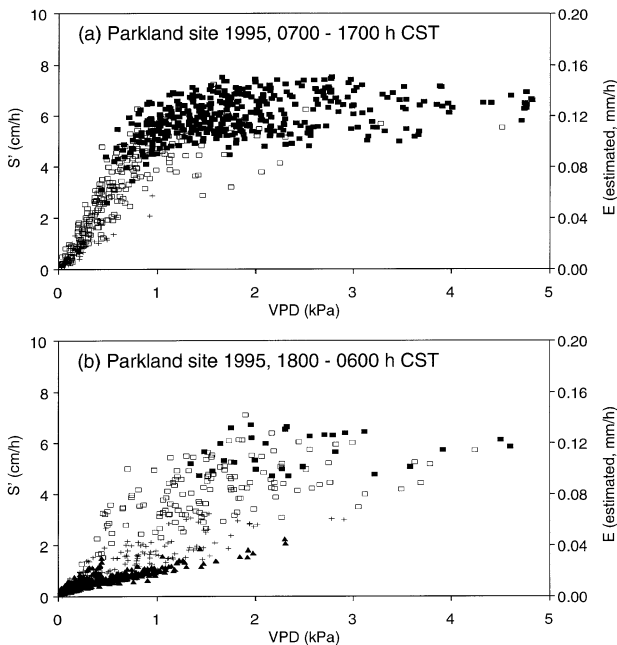 (a) Parkland site 1995, 0700 - 1700 h CST
10
8
6
4
2
0
S' (cm/h)
0.20
0.16
0.12
0.08
0.04
0.00
E (estimated, mm/h)
0 1 2 3 4 5
VPD (kPa)
(b) Parkland site 1995, 1800 - 0600 h CST
10
8
6
4
2
0
S' (cm/h)
0.20
0.16
0.12
0.08
0.04
0.00
E (estimated, mm/h)
0 1 2 3 4 5
VPD (kPa)